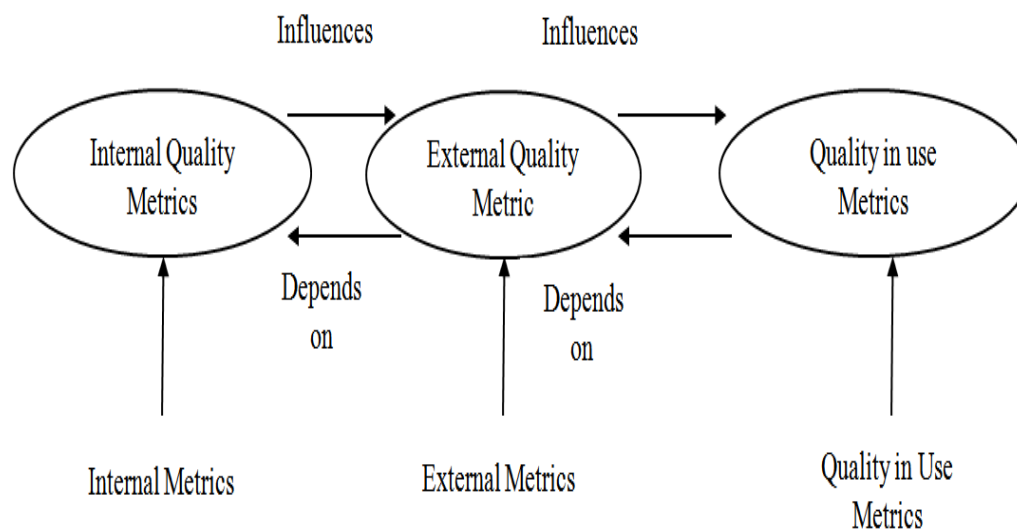 Influences
Influences
Internal Quality
Metrics
External Quality
Metric
Quality in use
Metrics
Depends
on
Depends
on
Internal Metrics
External Metrics
Quality in Use
Metrics